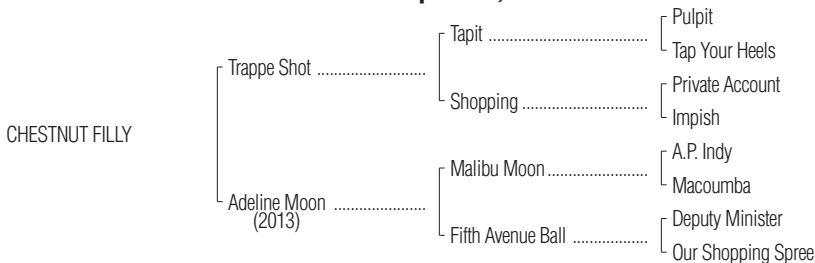 Pulpit
Tapit ......................................
Tap Your Heels
Trappe Shot ..........................
Private Account
Shopping ..............................
Impish
CHESTNUT FILLY
A.P. Indy
Malibu Moon........................
Macoumba
Adeline Moon ......................
(2013)
Deputy Minister
Fifth Avenue Ball ..................
Our Shopping Spree